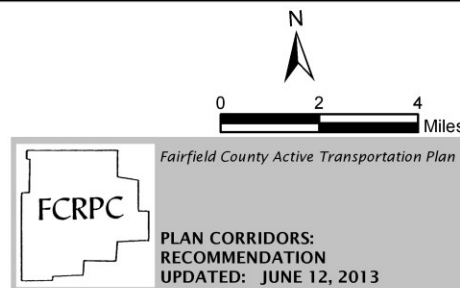 N
0 2 4
Miles
Fairfield County Active Transportation Plan
FCRPC
PLAN CORRIDORS:
RECOMMENDATION
UPDATED: JUNE 12, 2013